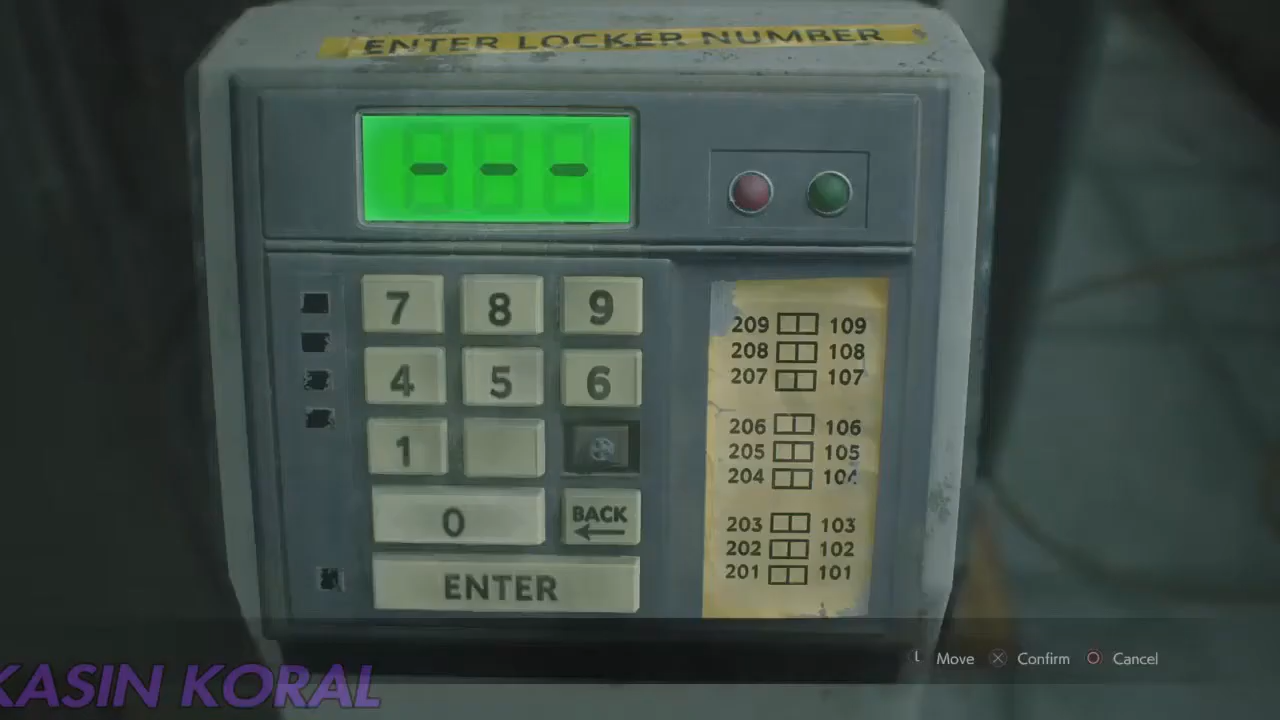 ENTER LOCKER NUMBER
- - -
7 8 9
4 5 6
1
0 BACK
ENTER
209 109
208 108
207 107
206 106
205 105
204 104
203 103
202 102
201 101
Move Confirm Cancel
KASIN KORAL